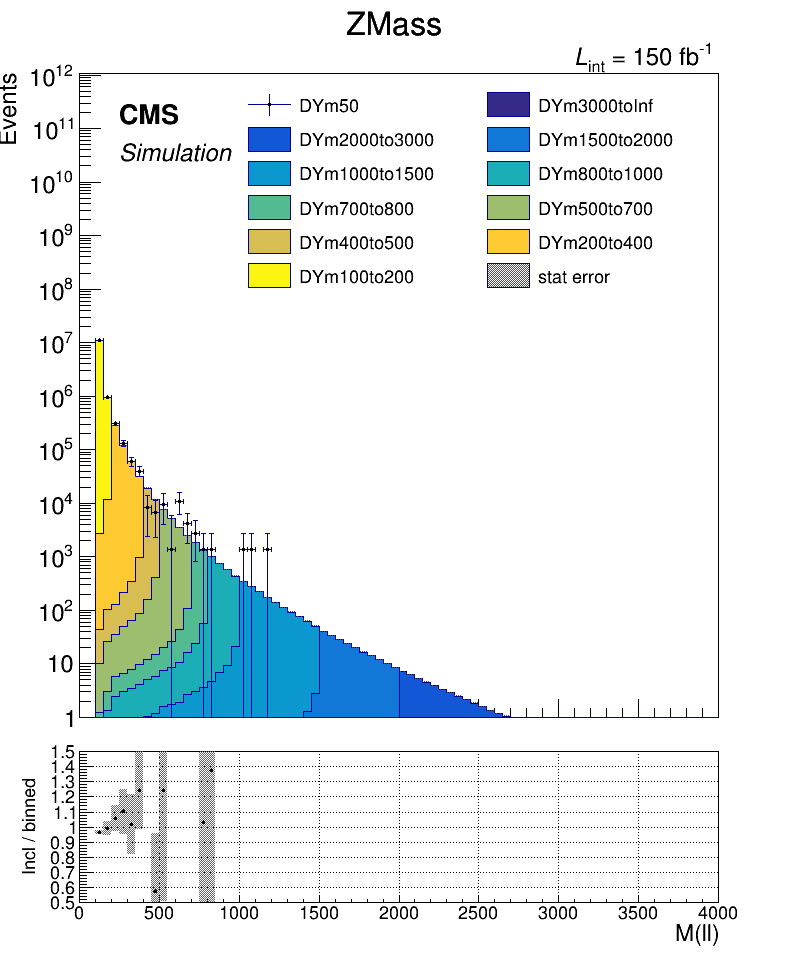 ZMass
Lint = 150 fb-1
Events
CMS
Simulation
DYm50
DYm3000toInf
DYm2000to3000
DYm1500to2000
DYm1000to1500
DYm800to1000
DYm700to800
DYm500to700
DYm400to500
DYm200to400
DYm100to200
stat error
10^12
10^11
10^10
10^9
10^8
10^7
10^6
10^5
10^4
10^3
10^2
10
1
Incl / binned
1.5
1.4
1.3
1.2
1.1
1
0.9
0.8
0.7
0.6
0.5
0 500 1000 1500 2000 2500 3000 3500 4000
M(ll)